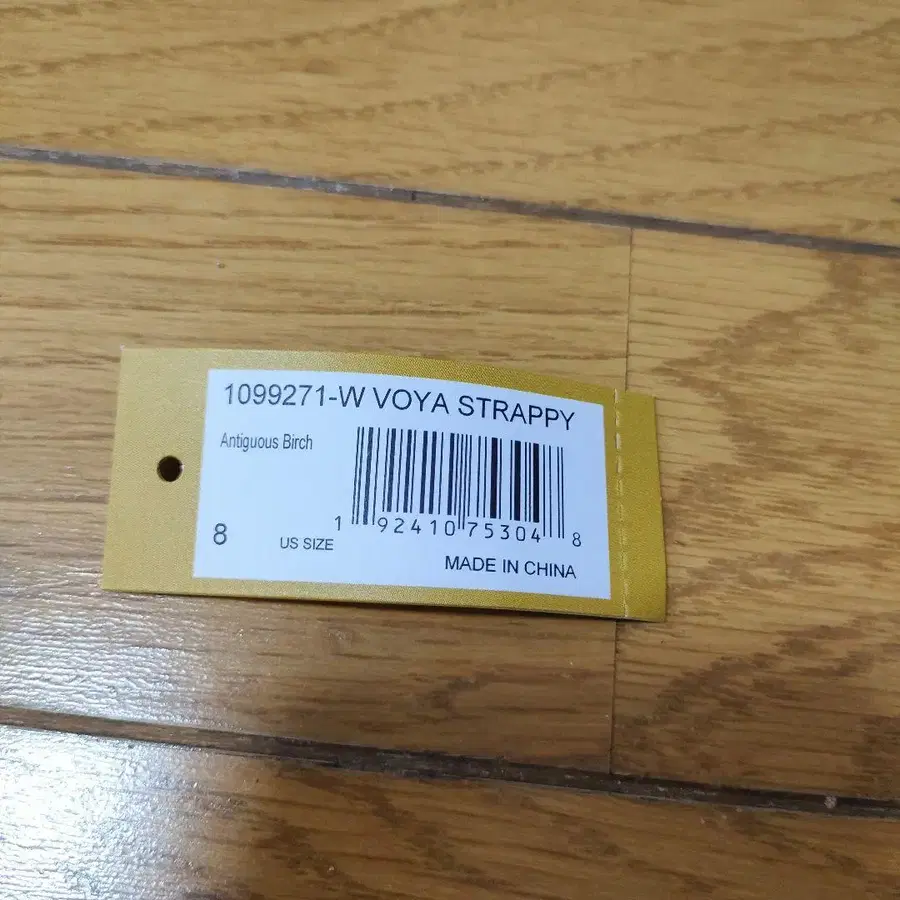 1099271-W VOYA STRAPPY
Antiguous Birch
1 92410 75304 8
8 US SIZE
MADE IN CHINA